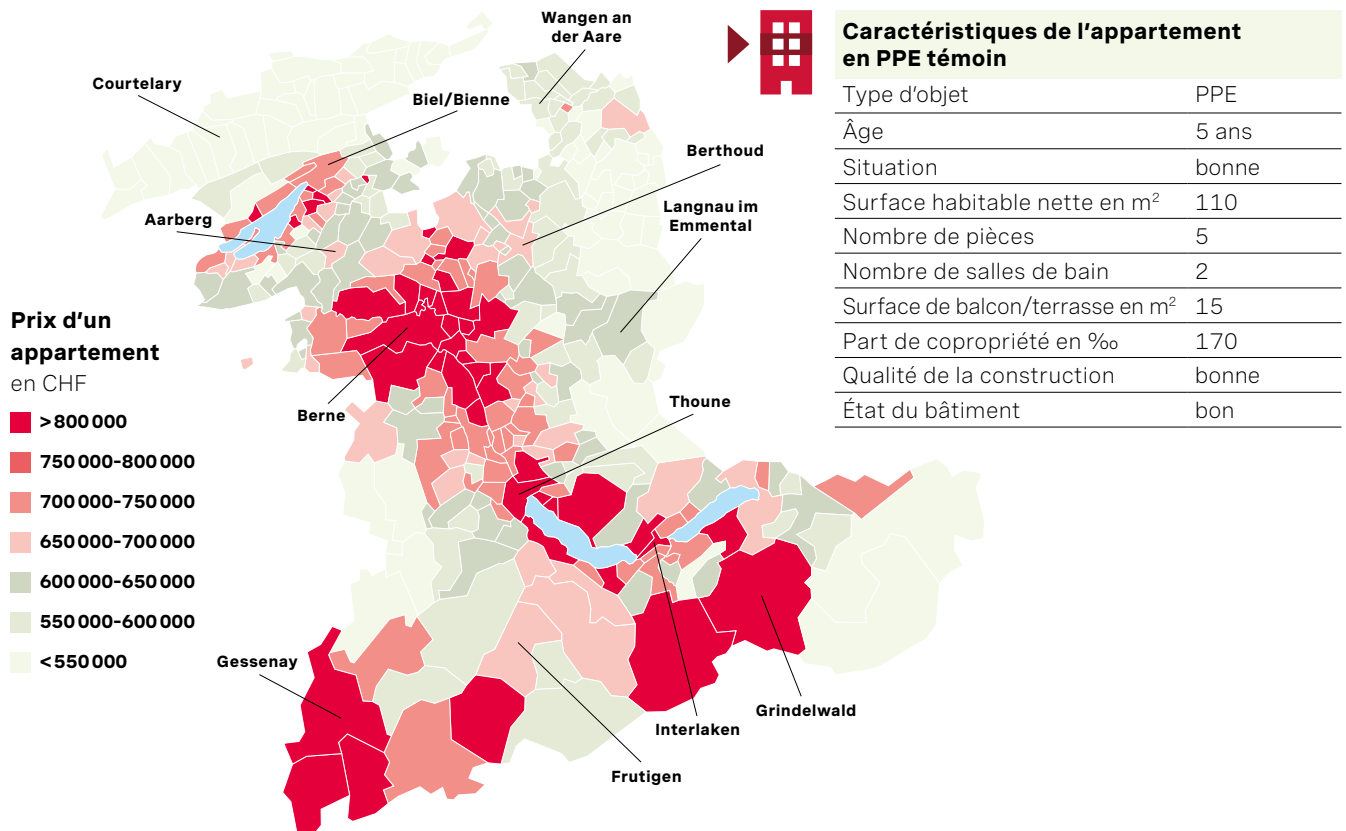 Wangen an
der Aare
Courtelary
Biel/Bienne
Berthoud
Langnau im
Emmental
Aarberg
Prix d'un
appartement
en CHF
> 800 000
750 000-800 000
700 000-750 000
650 000-700 000
600 000-650 000
550 000-600 000
< 550 000
Berne
Thoune
Gessenay
Grindelwald
Interlaken
Frutigen
Caractéristiques de l'appartement
en PPE témoin
Type d'objet PPE
Âge 5 ans
Situation bonne
Surface habitable nette en m² 110
Nombre de pièces 5
Nombre de salles de bain 2
Surface de balcon/terrasse en m² 15
Part de copropriété en ‰ 170
Qualité de la construction bonne
État du bâtiment bon